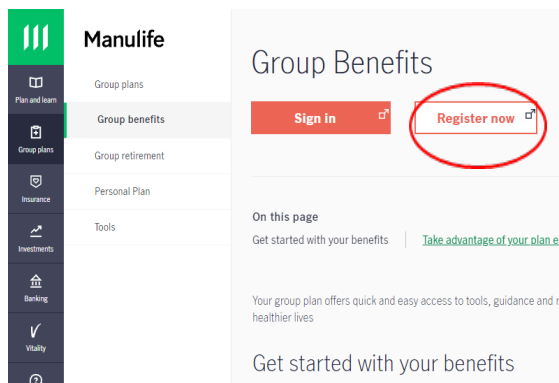 Manulife
Plan and learn
Group plans
Insurance
Investments
Banking
Vitality
Group plans
Group benefits
Group retirement
Personal Plan
Tools
Group Benefits
Sign in
Register now
On this page
Get started with your benefits
Take advantage of your plan e
Your group plan offers quick and easy access to tools, guidance and
healthier lives
Get started with your benefits